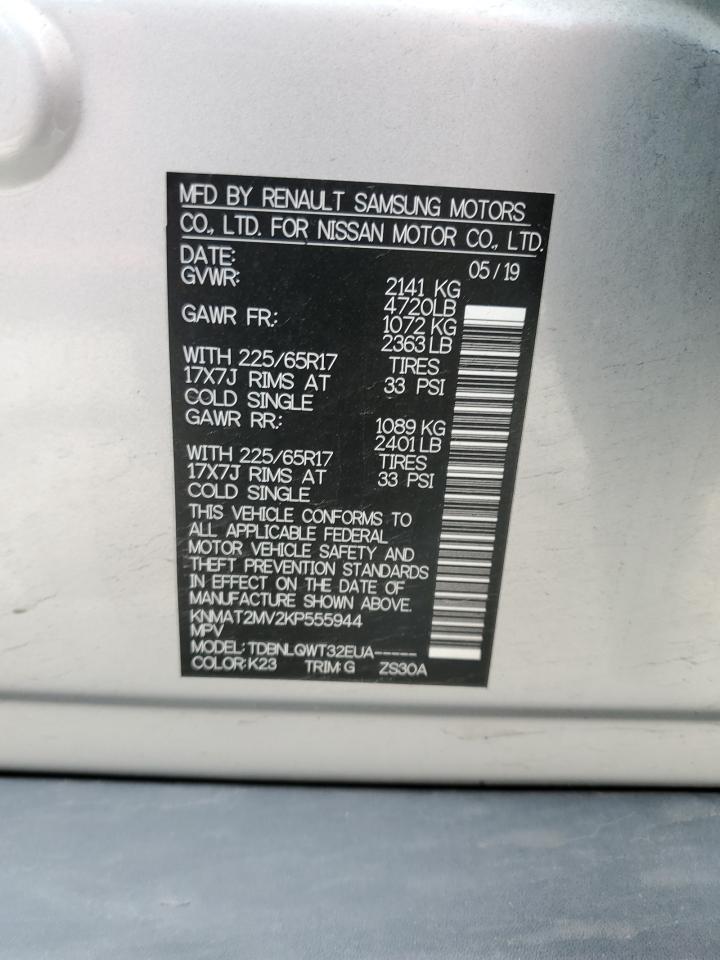 MFD BY RENAULT SAMSUNG MOTORS
CO., LTD. FOR NISSAN MOTOR CO., LTD.
DATE: 05/19
GVWR: 2141 KG
4720LB
GAWR FR: 1072 KG
2363LB
WITH 225/65R17 TIRES
17X7J RIMS AT 33 PSI
COLD SINGLE
GAWR RR: 1089 KG
2401LB
WITH 225/65R17 TIRES
17X7J RIMS AT 33 PSI
COLD SINGLE
THIS VEHICLE CONFORMS TO
ALL APPLICABLE FEDERAL
MOTOR VEHICLE SAFETY AND
THEFT PREVENTION STANDARDS
IN EFFECT ON THE DATE OF
MANUFACTURE SHOWN ABOVE.
KNMAT2MV2KP555944
MPV
MODEL: TDBNLQWT32EUA-----
COLOR:K23 TRIM:G ZS30A